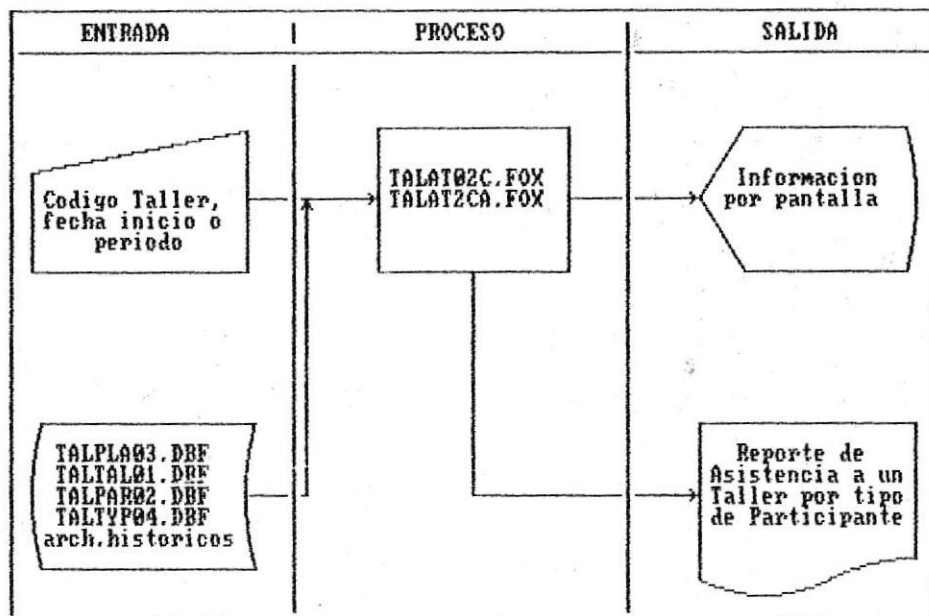 ENTRADA
PROCESO
SALIDA
Codigo Taller,
fecha inicio o
periodo
TALAT02C.FOX
TALAT2CA.FOX
Informacion
por pantalla
TALPLA03.DBF
TALTAL01.DBF
TALPAR02.DBF
TALTYP04.DBF
arch.historicos
Reporte de
Asistencia a un
Taller por tipo
de Participante